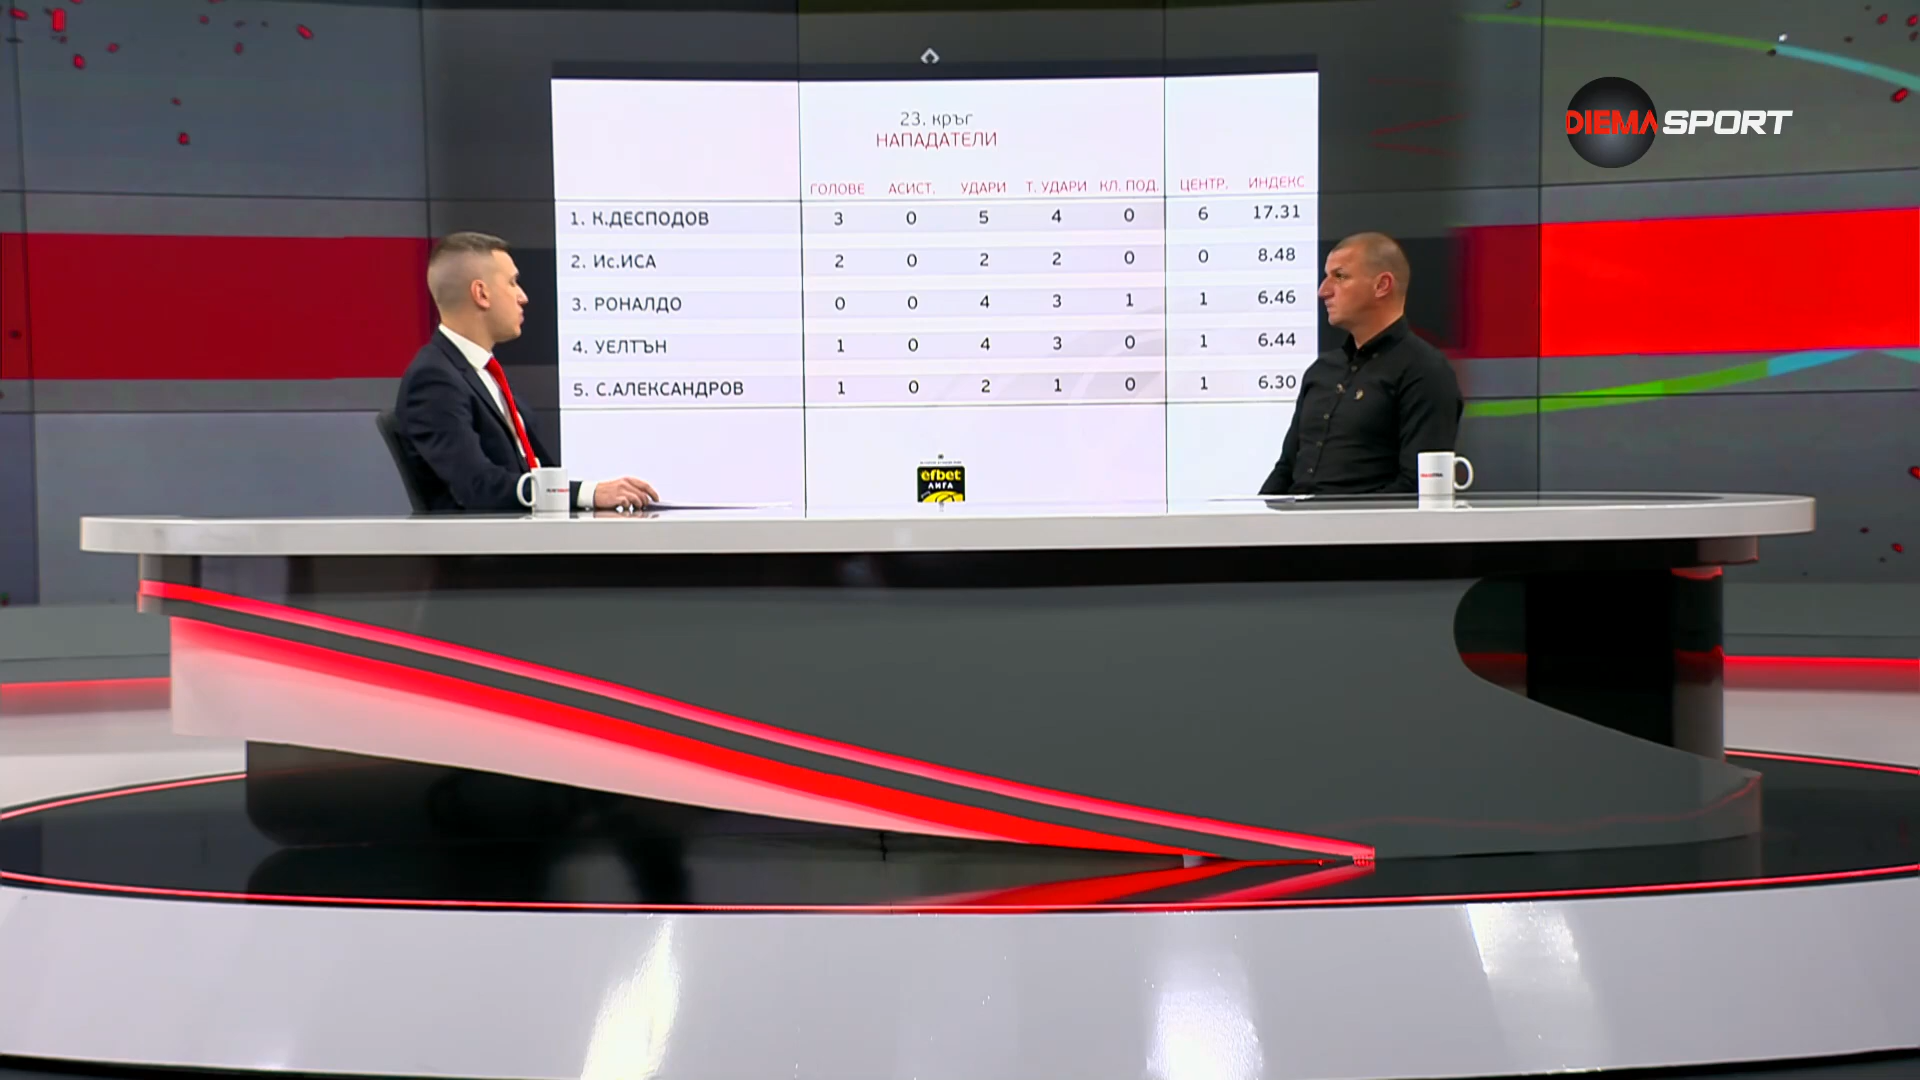 DIEMA SPORT
23. кръг
НАПАДАТЕЛИ
ГОЛОВЕ АСИСТ. УДАРИ Т. УДАРИ КЛ. ПОД. ЦЕНТР. ИНДЕКС
1. К.ДЕСПОДОВ 3 0 5 4 0 6 17.31
2. Ис.ИСА 2 0 2 2 0 0 8.48
3. РОНАЛДО 0 0 4 3 1 1 6.46
4. УЕЛТЪН 1 0 4 3 0 1 6.44
5. С.АЛЕКСАНДРОВ 1 0 2 1 0 1 6.30
efbet
ЛИГА